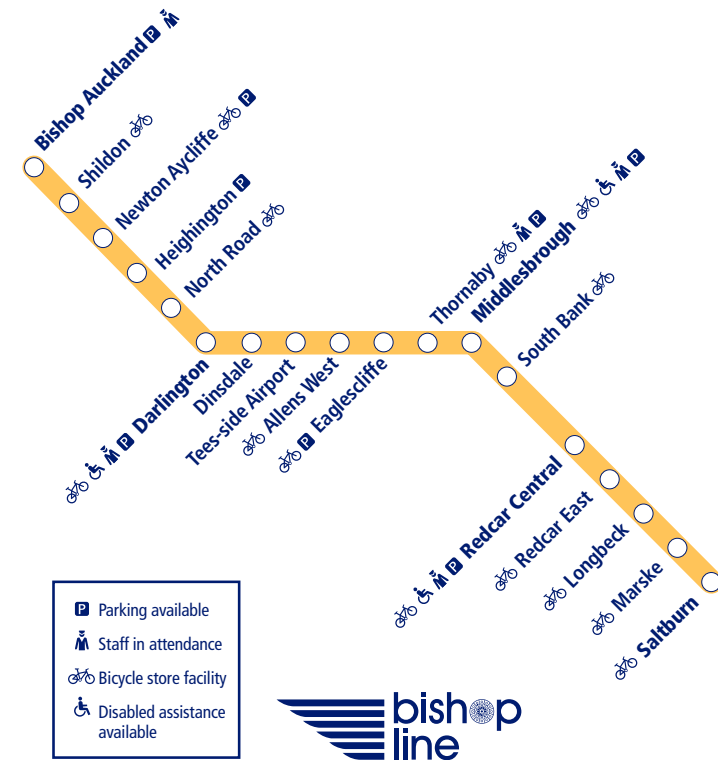 Bishop Auckland P
Shildon
Newton Aycliffe P
Heighington P
North Road
P Darlington
Dinsdale
Tees-side Airport
Allens West
P Eaglescliffe
Thornaby P
Middlesbrough P
South Bank
P Redcar Central
Redcar East
Longbeck
Marske
Saltburn
P Parking available
Staff in attendance
Bicycle store facility
Disabled assistance
available
bishop
line